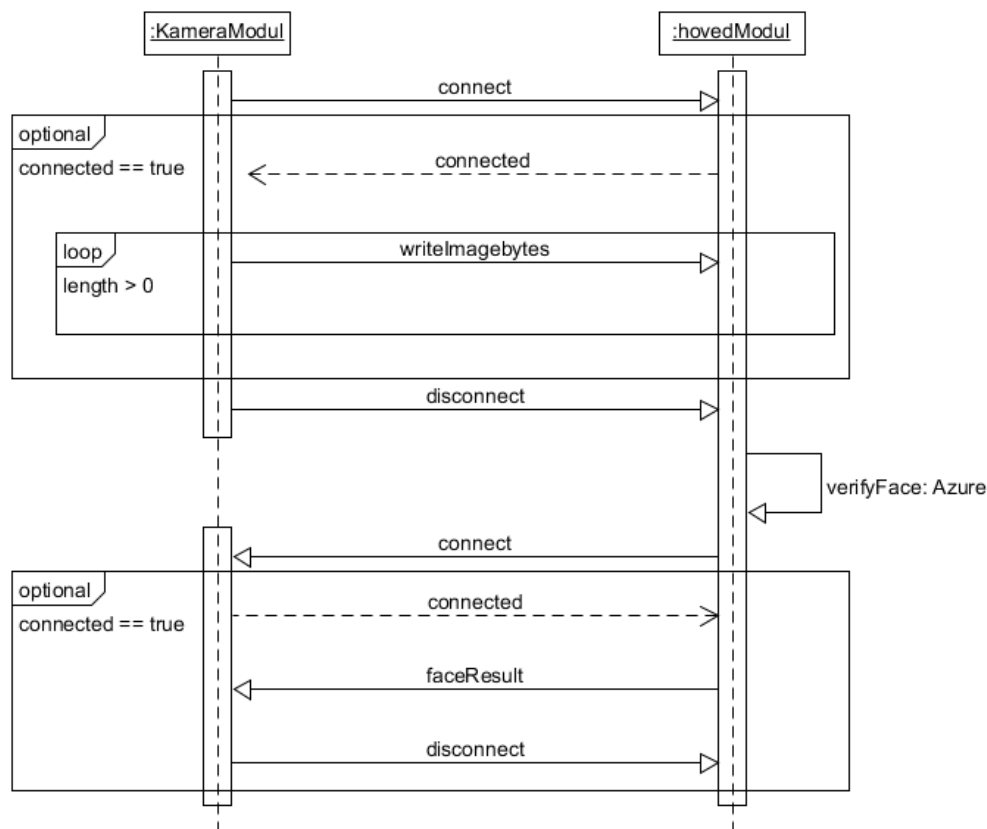 :KameraModul
:hovedModul
connect
optional
connected == true
connected
loop
length > 0
writeImagebytes
disconnect
verifyFace: Azure
connect
optional
connected == true
connected
faceResult
disconnect